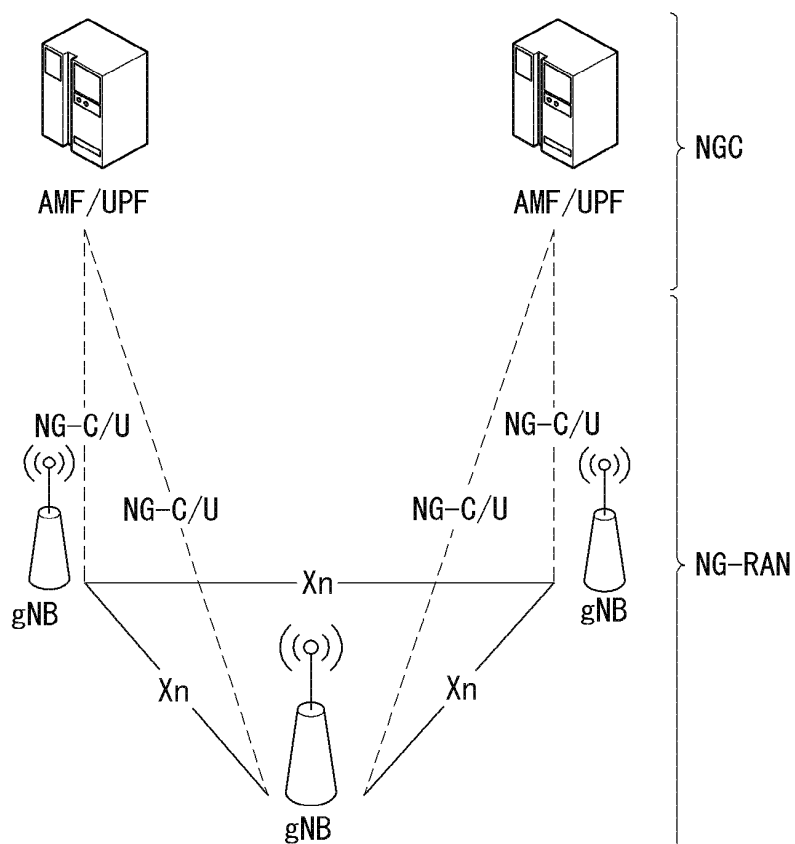 NGC
AMF/UPF
AMF/UPF
NG-C/U
NG-C/U
NG-C/U
NG-C/U
Xn
NG-RAN
gNB
gNB
Xn
Xn
gNB